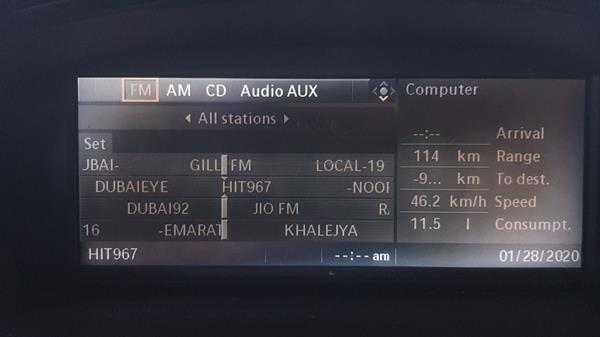 FM AM CD Audio AUX
All stations
Set
JBAI- GILL FM LOCAL-19
DUBAIEYE HIT967 -NOOR
DUBAI92 JIO FM
16 -EMARAT KHALEJYA
HIT967 --:-- am
Computer
--:-- Arrival
114 km Range
-9... km To dest.
46.2 km/h Speed
11.5 l Consumpt.
01/28/2020